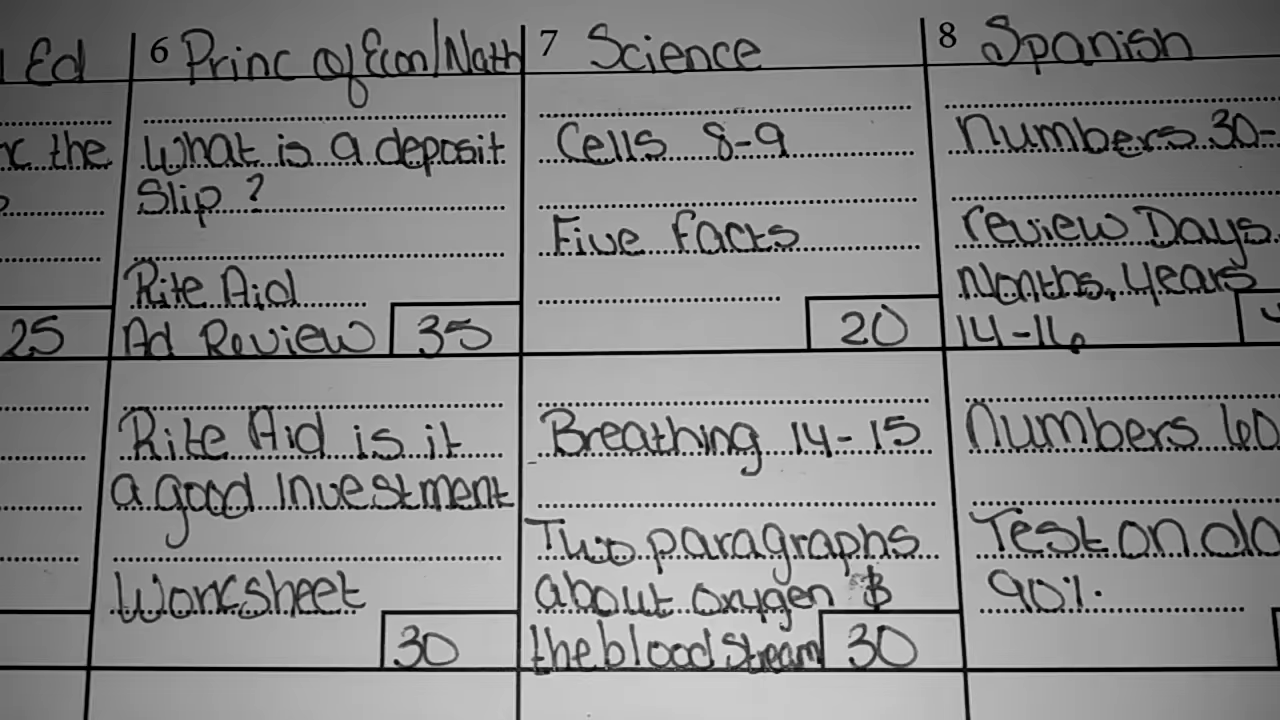 Ed
6 Princ of Econ/Math
7 Science
8 Spanish
the
What is a deposit
Slip?
Rite Aid
Ad Review
25
35
Cells 8-9
Five Facts
20
Numbers 30-
review Days
Months, Years
14-16
Rite Aid is it
a good investment
Worksheet
30
Breathing 14-15
Two paragraphs
about oxygen &
the blood Stream
30
Numbers 60
Test on
90%